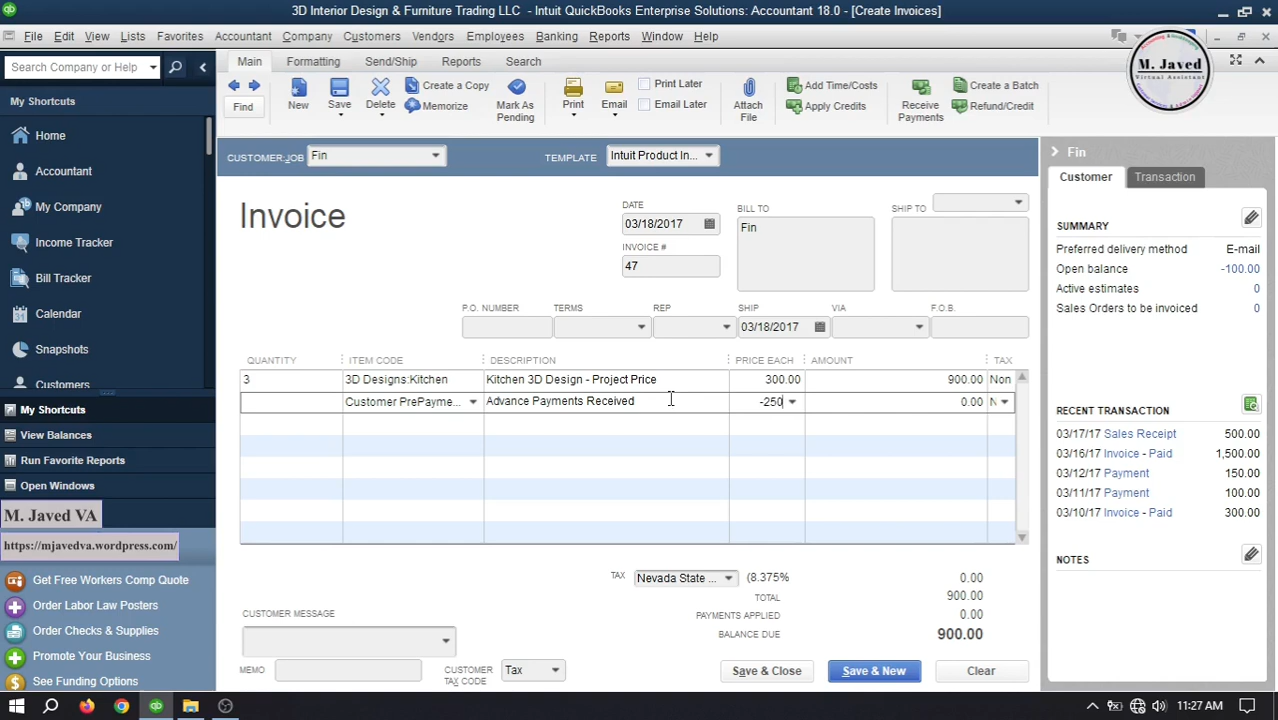 3D Interior Design & Furniture Trading LLC - Intuit QuickBooks Enterprise Solutions: Accountant 18.0 - [Create Invoices]
File Edit View Lists Favorites Accountant Company Customers Vendors Employees Banking Reports Window Help
Search Company or Help
My Shortcuts
Home
Accountant
My Company
Income Tracker
Bill Tracker
Calendar
Snapshots
Customers
My Shortcuts
View Balances
Run Favorite Reports
Open Windows
M. Javed VA
https://mjavedva.wordpress.com/
Get Free Workers Comp Quote
Order Labor Law Posters
Order Checks & Supplies
Promote Your Business
See Funding Options
Main Formatting Send/Ship Reports Search
Find
New
Save
Delete
Create a Copy
Memorize
Mark As
Pending
Print
Email
Print Later
Email Later
Attach
File
Add Time/Costs
Apply Credits
Receive
Payments
Create a Batch
Refund/Credit
M. Javed
Virtual Assistant
CUSTOMER:JOB Fin TEMPLATE Intuit Product In...
Invoice
DATE
03/18/2017
INVOICE #
47
BILL TO
Fin
SHIP TO
P.O. NUMBER TERMS REP SHIP VIA F.O.B.
03/18/2017
QUANTITY ITEM CODE DESCRIPTION PRICE EACH AMOUNT TAX
3 3D Designs:Kitchen Kitchen 3D Design - Project Price 300.00 900.00 Non
Customer PrePayme... Advance Payments Received -250 0.00 N
TAX Nevada State ... (8.375% 0.00
TOTAL 900.00
PAYMENTS APPLIED 0.00
BALANCE DUE 900.00
CUSTOMER MESSAGE
MEMO
CUSTOMER
TAX CODE
Tax
Save & Close Save & New Clear
Fin
Customer Transaction
SUMMARY
Preferred delivery method E-mail
Open balance -100.00
Active estimates 0
Sales Orders to be invoiced 0
RECENT TRANSACTION
03/17/17 Sales Receipt 500.00
03/16/17 Invoice - Paid 1,500.00
03/12/17 Payment 150.00
03/11/17 Payment 100.00
03/10/17 Invoice - Paid 300.00
NOTES
11:27 AM